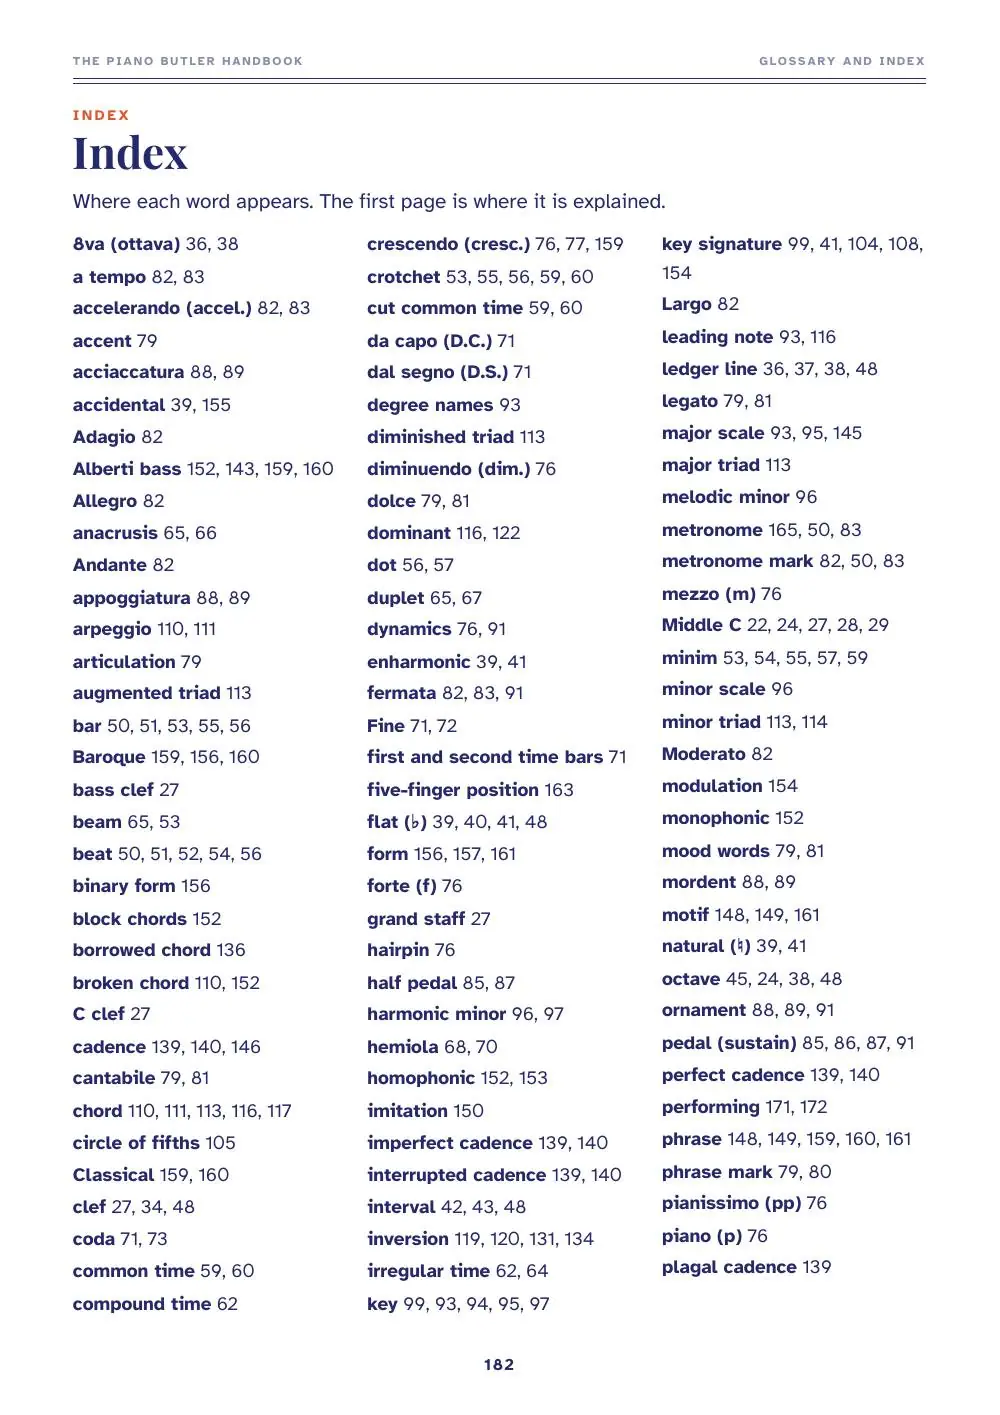 THE PIANO BUTLER HANDBOOK
GLOSSARY AND INDEX
INDEX
Index
Where each word appears. The first page is where it is explained.
8va (ottava) 36, 38
a tempo 82, 83
accelerando (accel.) 82, 83
accent 79
acciaccatura 88, 89
accidental 39, 155
Adagio 82
Alberti bass 152, 143, 159, 160
Allegro 82
anacrusis 65, 66
Andante 82
appoggiatura 88, 89
arpeggio 110, 111
articulation 79
augmented triad 113
bar 50, 51, 53, 55, 56
Baroque 159, 156, 160
bass clef 27
beam 65, 53
beat 50, 51, 52, 54, 56
binary form 156
block chords 152
borrowed chord 136
broken chord 110, 152
C clef 27
cadence 139, 140, 146
cantabile 79, 81
chord 110, 111, 113, 116, 117
circle of fifths 105
Classical 159, 160
clef 27, 34, 48
coda 71, 73
common time 59, 60
compound time 62
crescendo (cresc.) 76, 77, 159
crotchet 53, 55, 56, 59, 60
cut common time 59, 60
da capo (D.C.) 71
dal segno (D.S.) 71
degree names 93
diminished triad 113
diminuendo (dim.) 76
dolce 79, 81
dominant 116, 122
dot 56, 57
duplet 65, 67
dynamics 76, 91
enharmonic 39, 41
fermata 82, 83, 91
Fine 71, 72
first and second time bars 71
five-finger position 163
flat (♭) 39, 40, 41, 48
form 156, 157, 161
forte (f) 76
grand staff 27
hairpin 76
half pedal 85, 87
harmonic minor 96, 97
hemiola 68, 70
homophonic 152, 153
imitation 150
imperfect cadence 139, 140
interrupted cadence 139, 140
interval 42, 43, 48
inversion 119, 120, 131, 134
irregular time 62, 64
key 99, 93, 94, 95, 97
key signature 99, 41, 104, 108,
154
Largo 82
leading note 93, 116
ledger line 36, 37, 38, 48
legato 79, 81
major scale 93, 95, 145
major triad 113
melodic minor 96
metronome 165, 50, 83
metronome mark 82, 50, 83
mezzo (m) 76
Middle C 22, 24, 27, 28, 29
minim 53, 54, 55, 57, 59
minor scale 96
minor triad 113, 114
Moderato 82
modulation 154
monophonic 152
mood words 79, 81
mordent 88, 89
motif 148, 149, 161
natural (♮) 39, 41
octave 45, 24, 38, 48
ornament 88, 89, 91
pedal (sustain) 85, 86, 87, 91
perfect cadence 139, 140
performing 171, 172
phrase 148, 149, 159, 160, 161
phrase mark 79, 80
pianissimo (pp) 76
piano (p) 76
plagal cadence 139
182